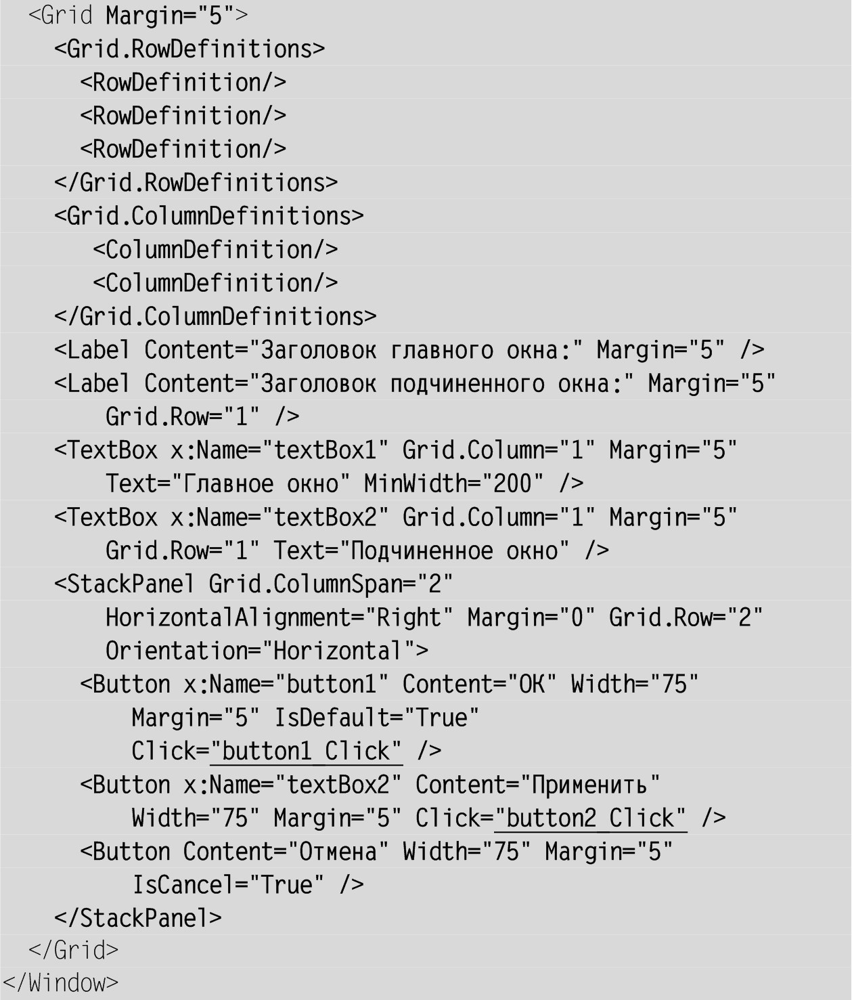 <Grid Margin="5">
<Grid.RowDefinitions>
<RowDefinition/>
<RowDefinition/>
<RowDefinition/>
</Grid.RowDefinitions>
<Grid.ColumnDefinitions>
<ColumnDefinition/>
<ColumnDefinition/>
</Grid.ColumnDefinitions>
<Label Content="Заголовок главного окна:" Margin="5" />
<Label Content="Заголовок подчиненного окна:" Margin="5"
Grid.Row="1" />
<TextBox x:Name="textBox1" Grid.Column="1" Margin="5"
Text="Главное окно" MinWidth="200" />
<TextBox x:Name="textBox2" Grid.Column="1" Margin="5"
Grid.Row="1" Text="Подчиненное окно" />
<StackPanel Grid.ColumnSpan="2"
HorizontalAlignment="Right" Margin="0" Grid.Row="2"
Orientation="Horizontal">
<Button x:Name="button1" Content="OK" Width="75"
Margin="5" IsDefault="True"
Click="button1_Click" />
<Button x:Name="textBox2" Content="Применить"
Width="75" Margin="5" Click="button2_Click" />
<Button Content="Отмена" Width="75" Margin="5"
IsCancel="True" />
</StackPanel>
</Grid>
</Window>